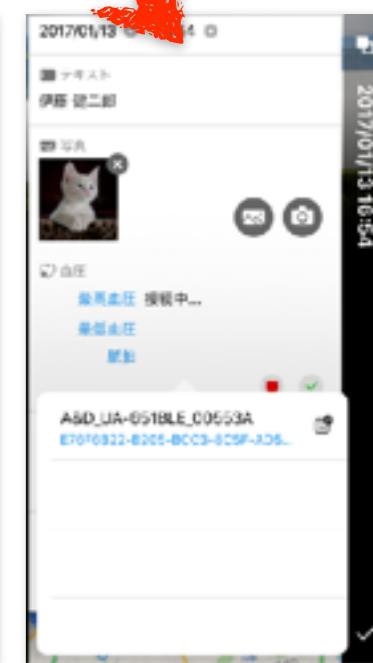 2017/01/13
テキスト
伊藤 健二郎
写真
血圧
最高血圧 接続中...
最低血圧
脈拍
A&D_UA-651BLE_00553A
2017/01/13 16:54